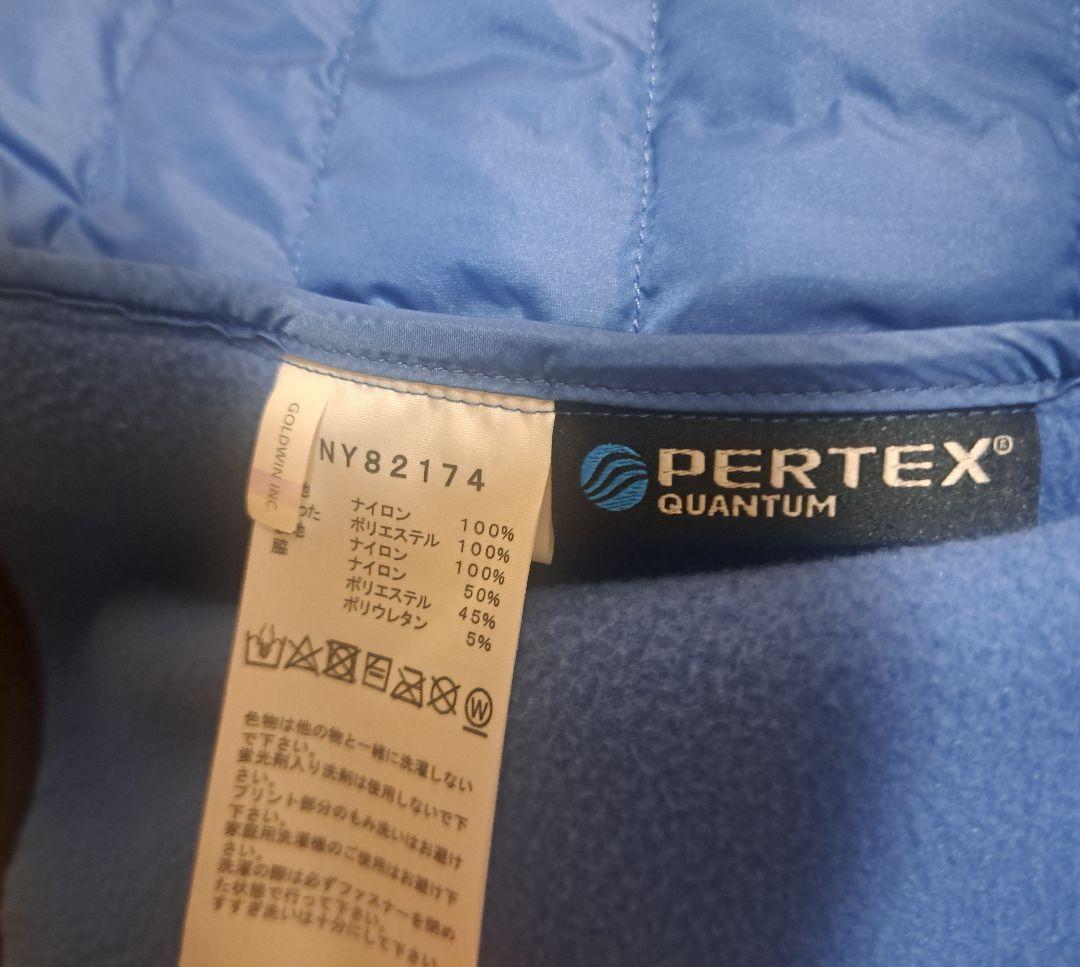 GOLDWIN INC.
NY82174
地
ナイロン 100%
った
ポリエステル 100%
地
ナイロン 100%
脇
ナイロン 50%
ポリエステル 45%
ポリウレタン 5%
W
色物は他の物と一緒に洗濯しない
で下さい。
蛍光剤入り洗剤は使用しないで下
さい。
プリント部分のもみ洗いはお避け
下さい。
家庭用洗濯機のご使用はお避け下
さい。
洗濯の際は必ずファスナーを閉め
た状態で行って下さい。
すすぎ洗いは十分にして下さい
PERTEX®
QUANTUM